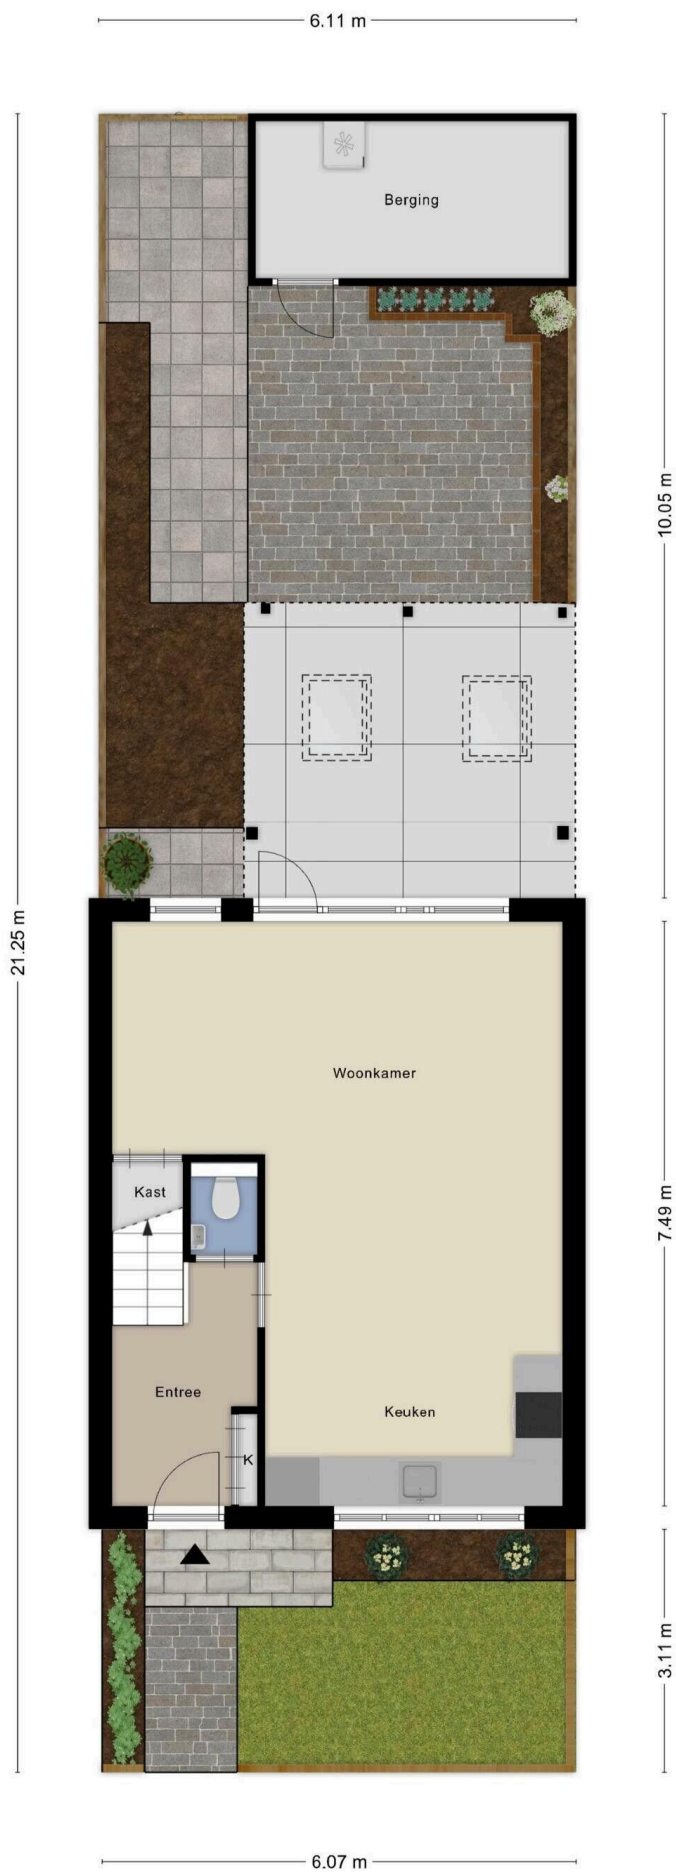 6.11 m
Berging
10.05 m
21.25 m
Woonkamer
Kast
7.49 m
Entree
Keuken
K
3.11 m
6.07 m